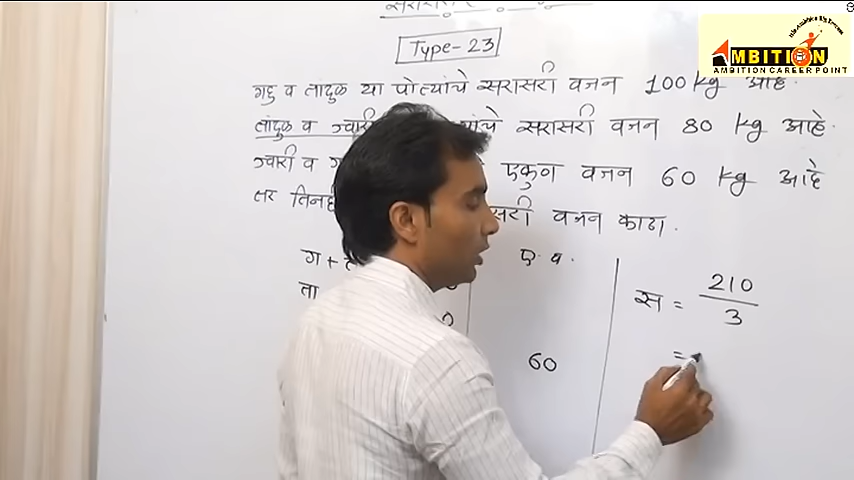 Type-23
AMBITION
AMBITION CAREER POINT
गहु व तांदुळ या पोत्यांचे सरासरी वजन 100 kg आहे.
तांदुळ व ज्वारी चे सरासरी वजन 80 kg आहे.
ज्वारी व एकुण वजन 60 kg आहे
तर वजन काढा.
ग +
ए. व.
ता
60
स = 210
3
=